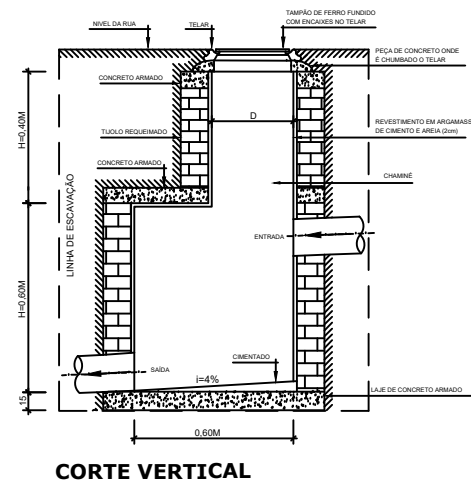 NIVEL DA RUA
TELAR
TAMPÃO DE FERRO FUNDIDO
COM ENCAIXES NO TELAR
PEÇA DE CONCRETO ONDE
É CHUMBADO O TELAR
CONCRETO ARMADO
H=0,40M
D
TIJOLO REQUEIMADO
REVESTIMENTO EM ARGAMASS
DE CIMENTO E AREIA (2cm)
CONCRETO ARMADO
CHAMINÉ
LINHA DE ESCAVAÇÃO
ENTRADA
H=0,60M
SAÍDA
CIMENTADO
i=4%
LAJE DE CONCRETO ARMADO
15
0,60M
CORTE VERTICAL